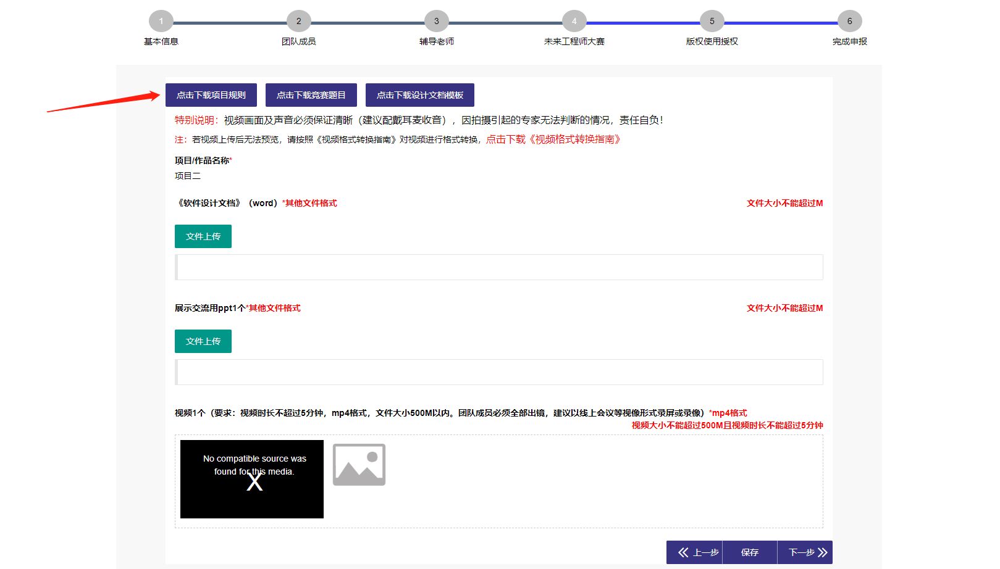 1 2 3 4 5 6
基本信息 团队成员 辅导老师 未来工程师大赛 版权使用授权 完成申报
点击下载项目规则 点击下载竞赛题目 点击下载设计文档模板
特别说明：视频画面及声音必须保证清晰（建议配戴耳麦收音），因拍摄引起的专家无法判断的情况，责任自负！
注：若视频上传后无法预览，请按照《视频格式转换指南》对视频进行格式转换，点击下载《视频格式转换指南》
项目/作品名称*
项目二
《软件设计文档》（word）*其他文件格式 文件大小不能超过M
文件上传
展示交流用ppt1个*其他文件格式 文件大小不能超过M
文件上传
视频1个（要求：视频时长不超过5分钟，mp4格式，文件大小500M以内。团队成员必须全部出镜，建议以线上会议等视像形式录屏或录像）*mp4格式
视频大小不能超过500M且视频时长不能超过5分钟
No compatible source was
found for this media.
X
上一步 保存 下一步